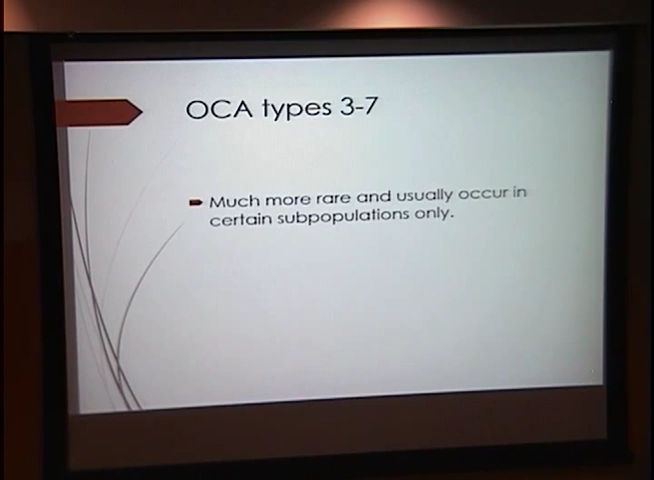 OCA types 3-7
Much more rare and usually occur in
certain subpopulations only.